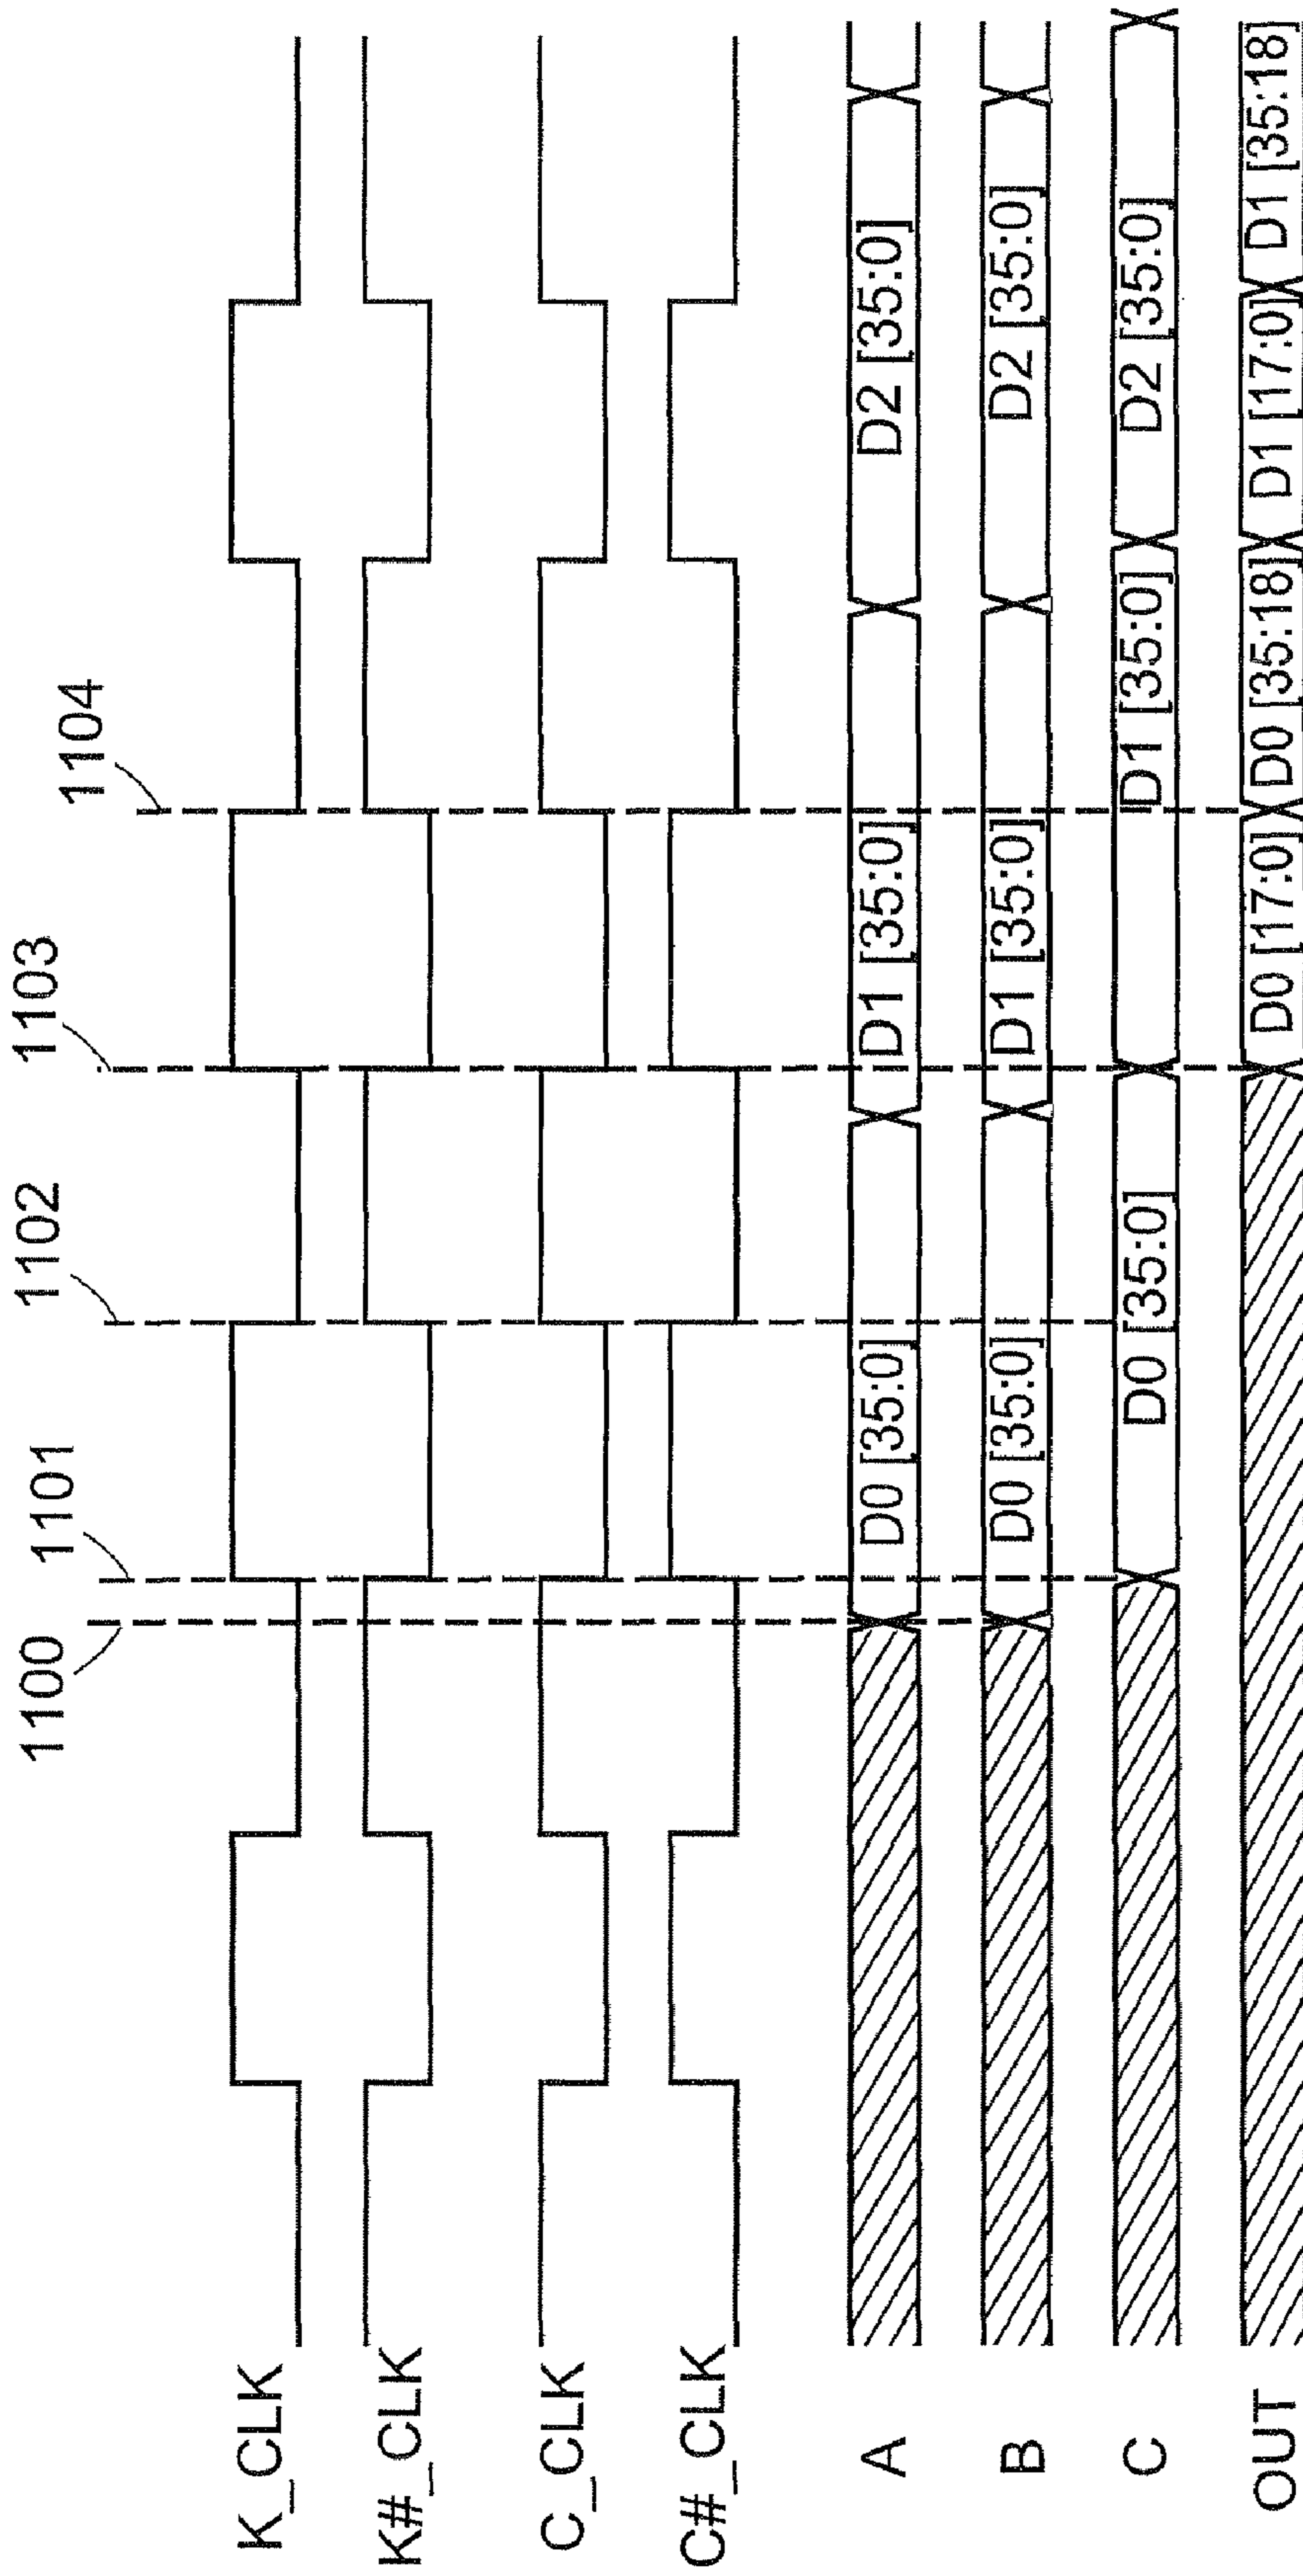 1100
1101
1102
1103
1104
K_CLK
K#_CLK
C_CLK
C#_CLK
A
D0 [35:0]
D1 [35:0]
D2 [35:0]
B
D0 [35:0]
D1 [35:0]
D2 [35:0]
C
D0 [35:0]
D1 [35:0]
D2 [35:0]
OUT
D0 [17:0]
D0 [35:18]
D1 [17:0]
D1 [35:18]